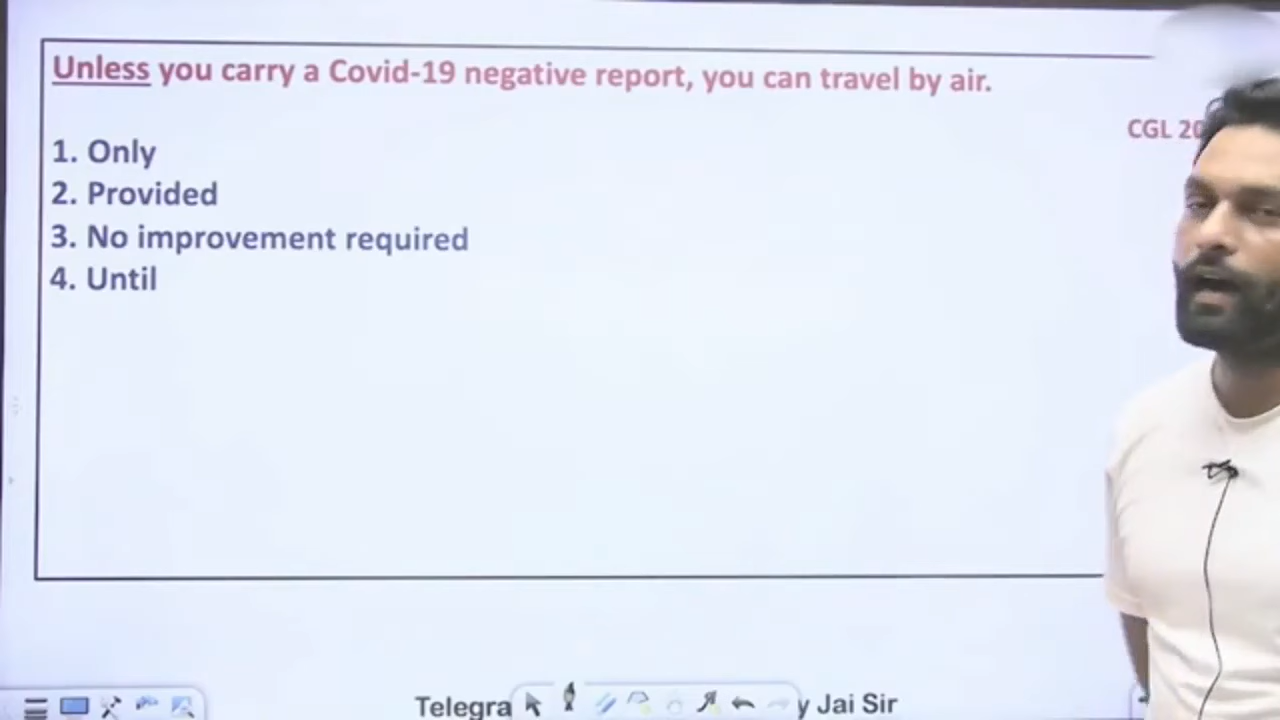 Unless you carry a Covid-19 negative report, you can travel by air.
CGL 20
1. Only
2. Provided
3. No improvement required
4. Until
Telegra y Jai Sir